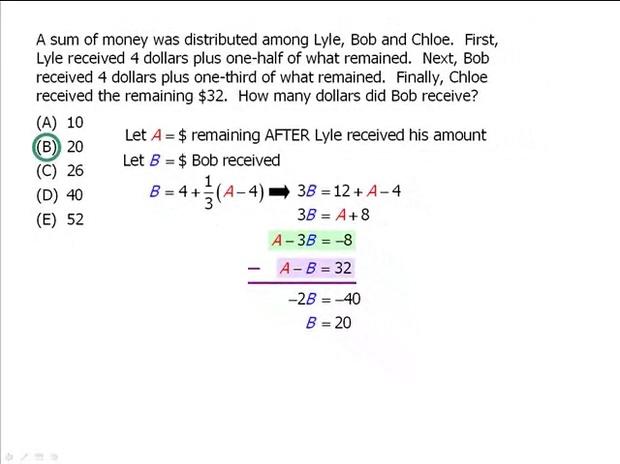 A sum of money was distributed among Lyle, Bob and Chloe. First,
Lyle received 4 dollars plus one-half of what remained. Next, Bob
received 4 dollars plus one-third of what remained. Finally, Chloe
received the remaining $32. How many dollars did Bob receive?
(A) 10
(B) 20
(C) 26
(D) 40
(E) 52
Let A = $ remaining AFTER Lyle received his amount
Let B = $ Bob received
B = 4 + 1/3 (A – 4) ➡ 3B = 12 + A – 4
3B = A + 8
A – 3B = –8
– A – B = 32
–2B = –40
B = 20